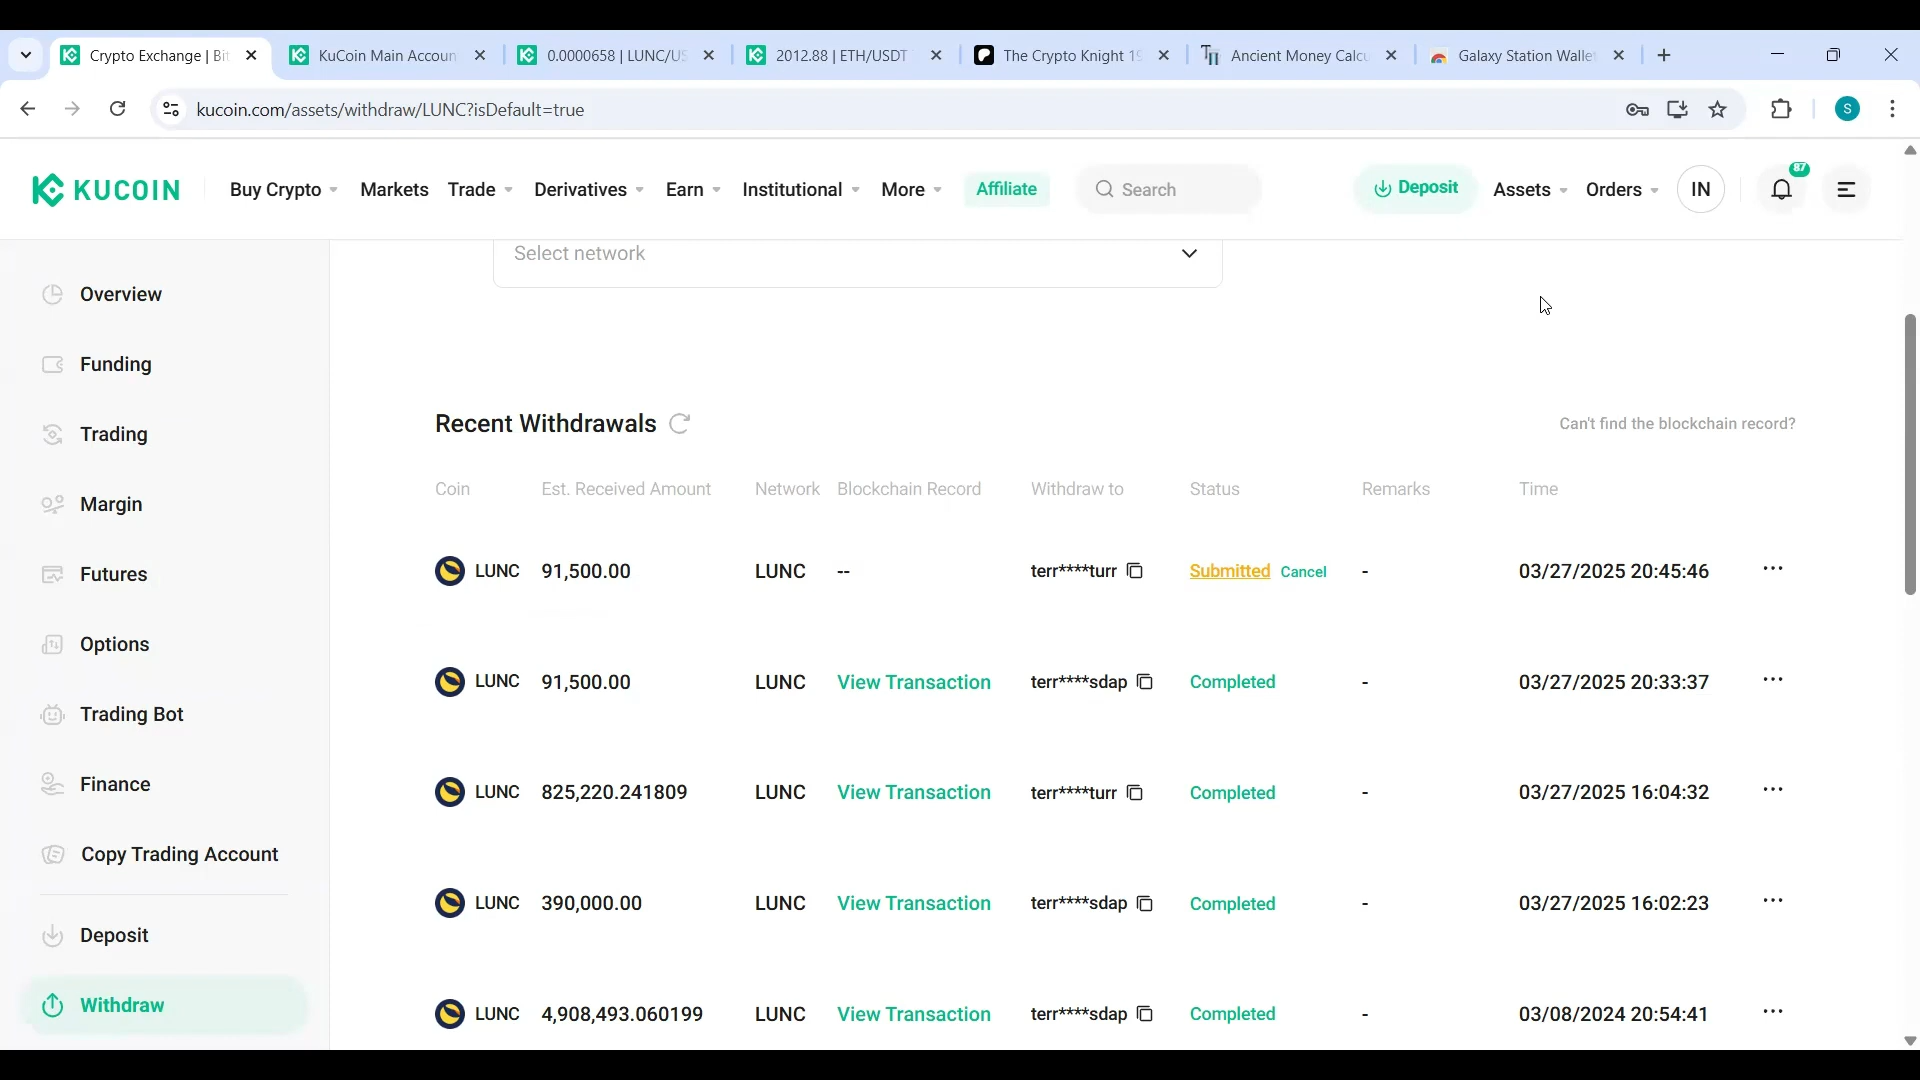 Crypto Exchange | Bit
KuCoin Main Accoun
0.0000658 | LUNC/US
2012.88 | ETH/USDT
The Crypto Knight 19
Ancient Money Calcu
Galaxy Station Walle
kucoin.com/assets/withdraw/LUNC?isDefault=true
S
KUCOIN
Buy Crypto
Markets
Trade
Derivatives
Earn
Institutional
More
Affiliate
Search
Deposit
Assets
Orders
IN
87
Overview
Funding
Trading
Margin
Futures
Options
Trading Bot
Finance
Copy Trading Account
Deposit
Withdraw
Select network
Recent Withdrawals
Can't find the blockchain record?
Coin Est. Received Amount Network Blockchain Record Withdraw to Status Remarks Time
LUNC 91,500.00 LUNC -- terr****turr Submitted Cancel - 03/27/2025 20:45:46 ...
LUNC 91,500.00 LUNC View Transaction terr****sdap Completed - 03/27/2025 20:33:37 ...
LUNC 825,220.241809 LUNC View Transaction terr****turr Completed - 03/27/2025 16:04:32 ...
LUNC 390,000.00 LUNC View Transaction terr****sdap Completed - 03/27/2025 16:02:23 ...
LUNC 4,908,493.060199 LUNC View Transaction terr****sdap Completed - 03/08/2024 20:54:41 ...